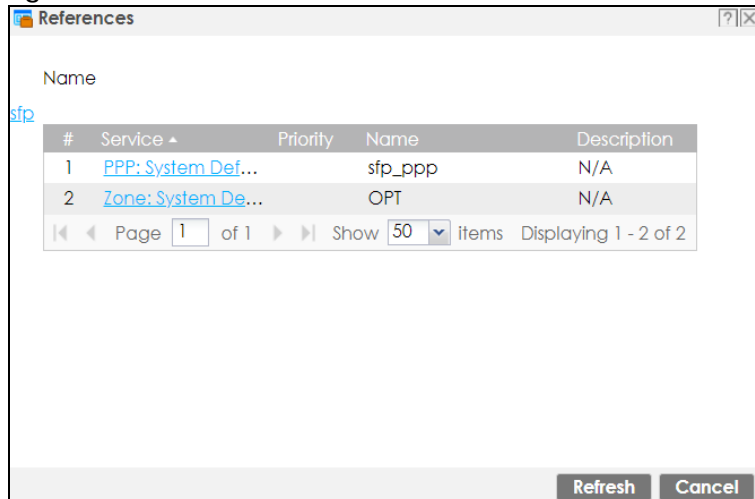 References
Name
sfp
# Service Priority Name Description
1 PPP: System Def... sfp_ppp N/A
2 Zone: System De... OPT N/A
Page 1 of 1 Show 50 items Displaying 1 - 2 of 2
Refresh Cancel